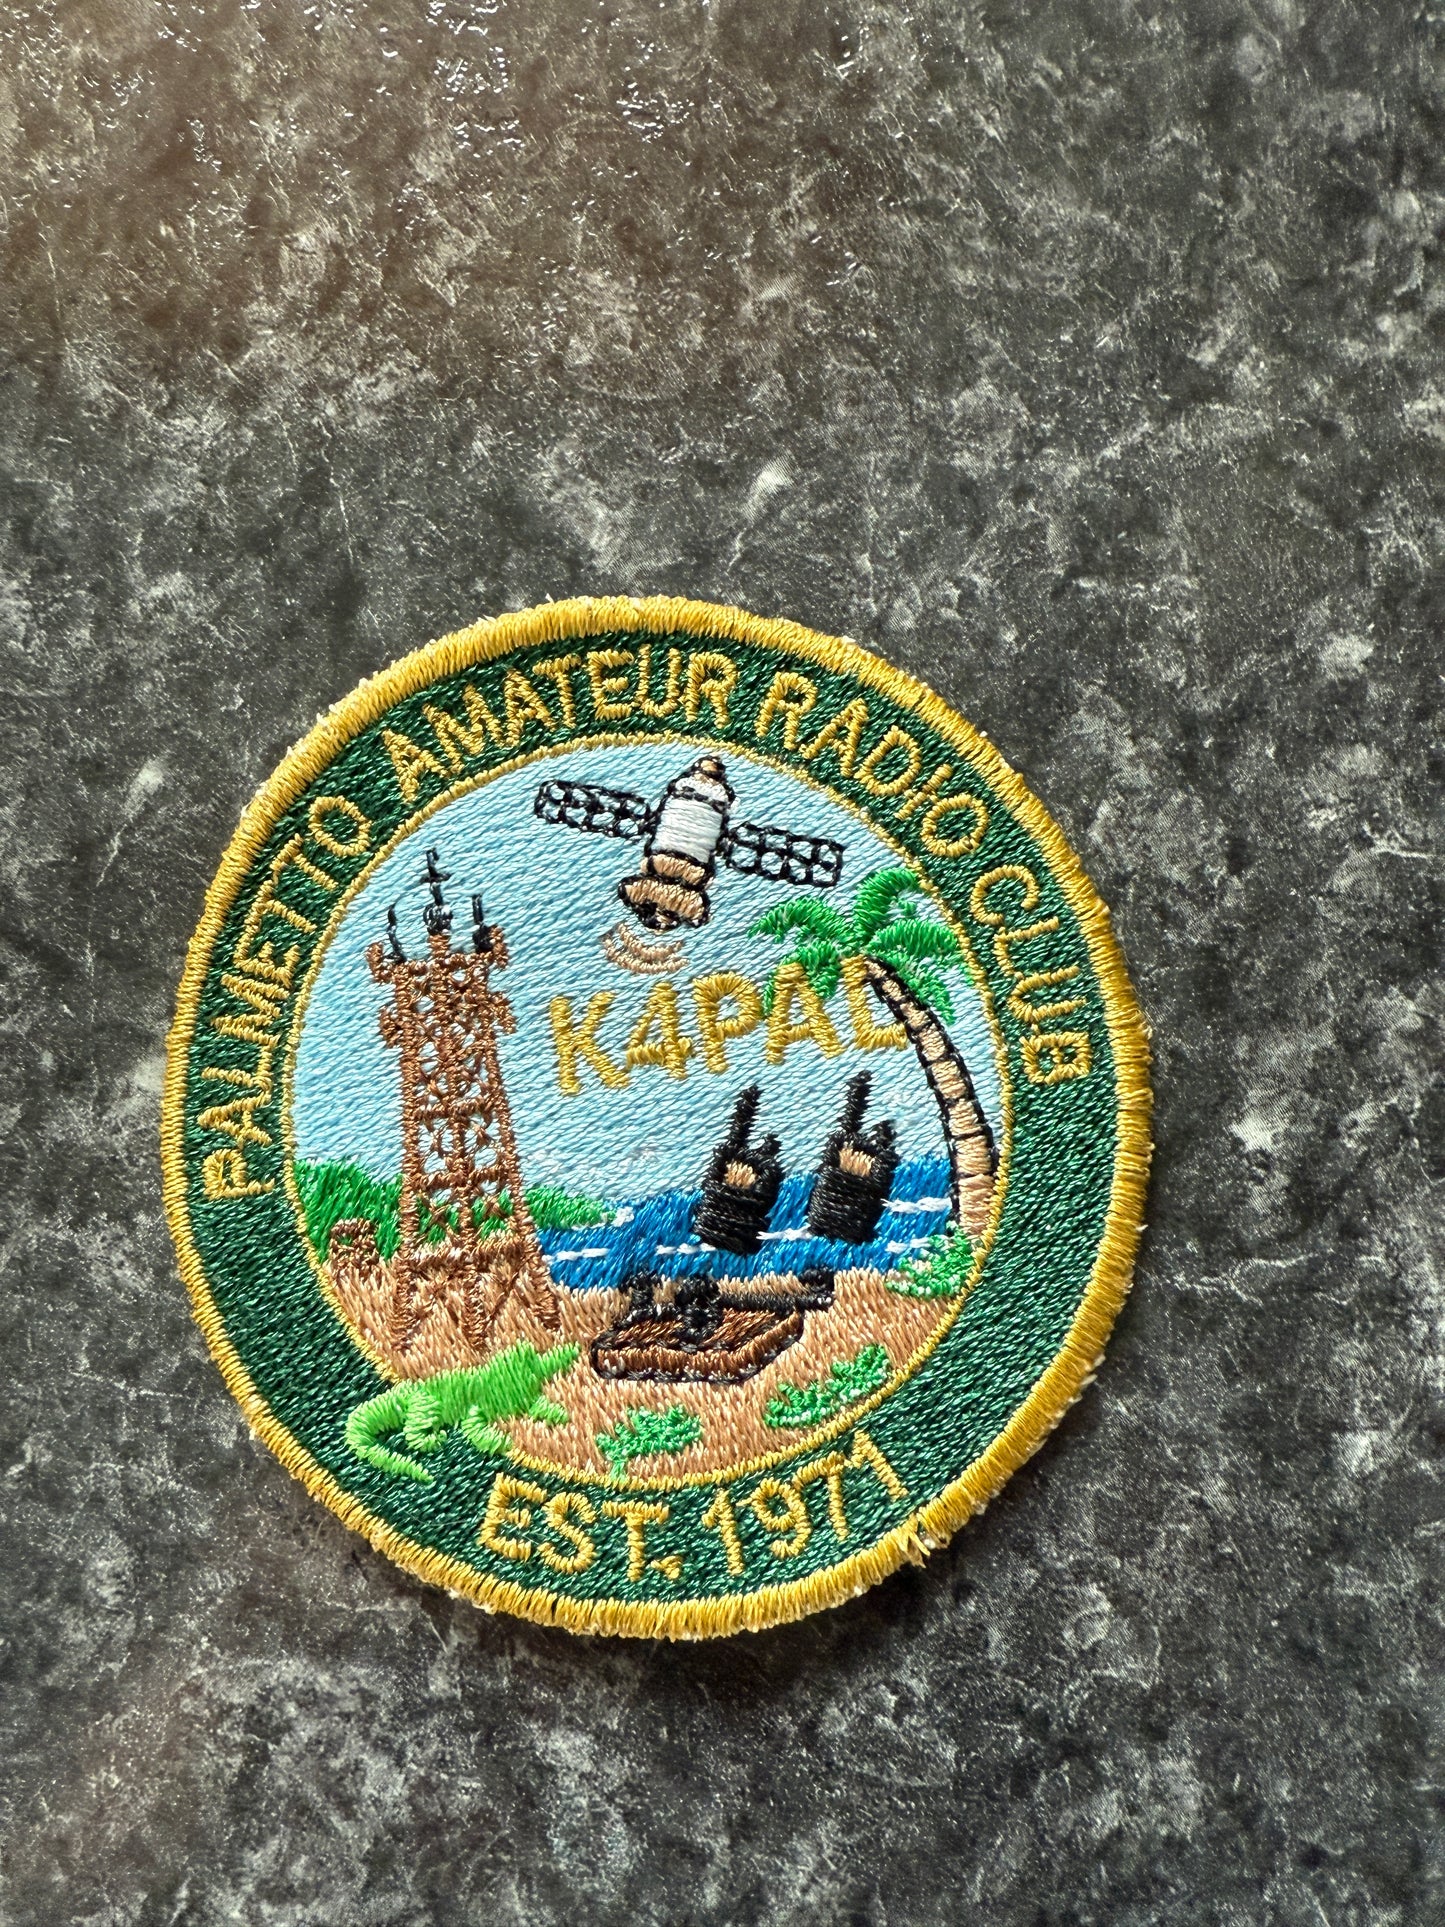 PALMETTO AMATEUR RADIO CLUB
K4PAL
EST. 1971